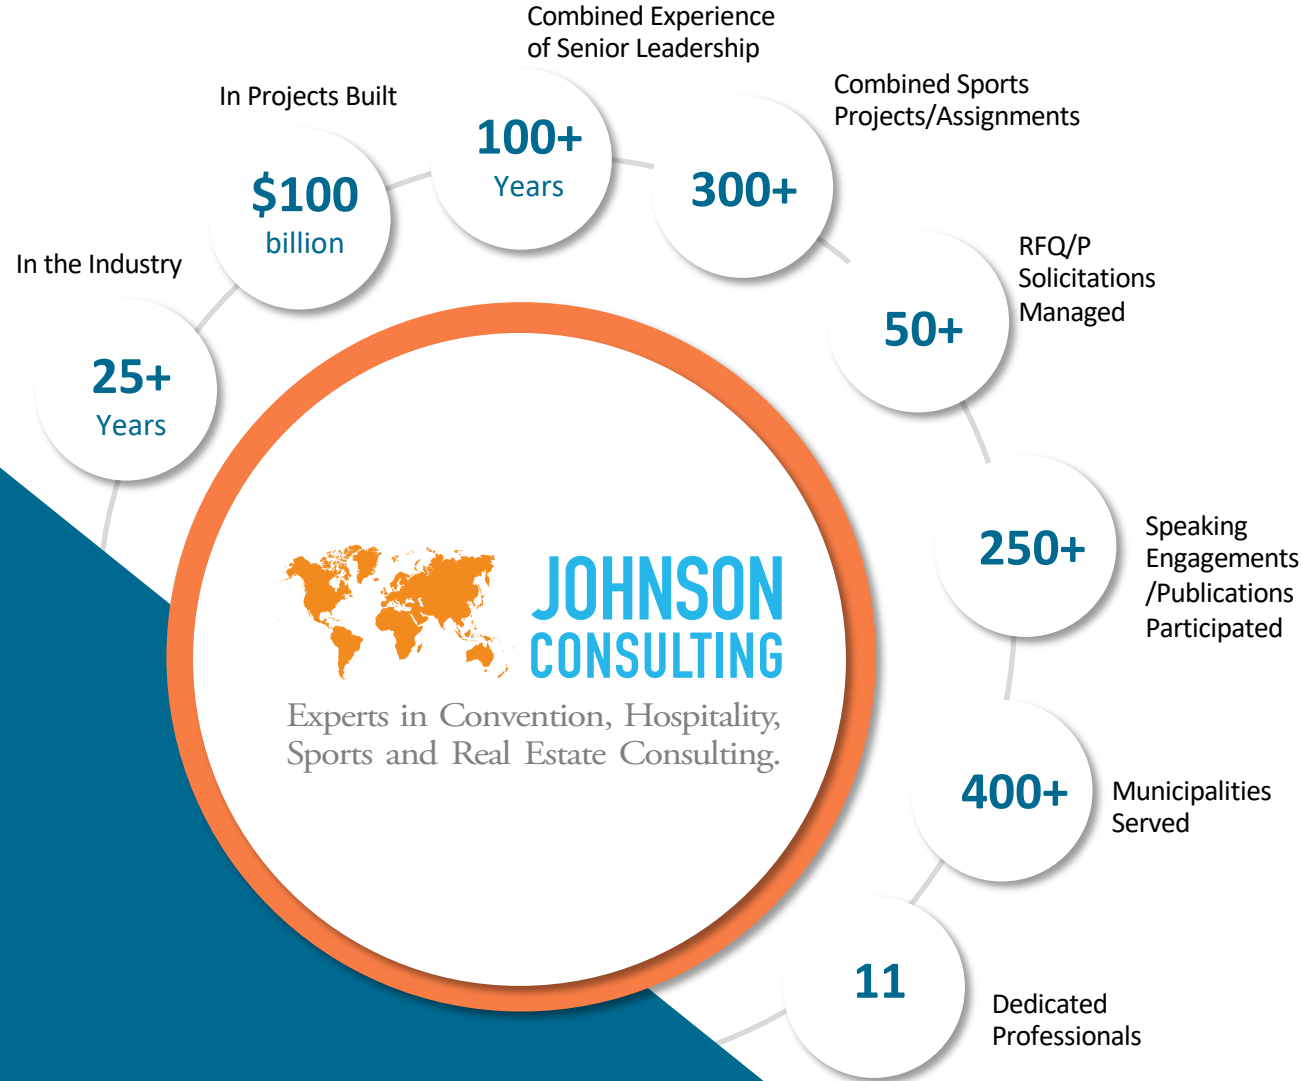 Combined Experience
of Senior Leadership
In Projects Built
Combined Sports
Projects/Assignments
100+
Years
$100
billion
300+
In the Industry
RFQ/P
Solicitations
Managed
50+
25+
Years
250+
Speaking
Engagements
/Publications
Participated
JOHNSON
CONSULTING
Experts in Convention, Hospitality,
Sports and Real Estate Consulting.
400+
Municipalities
Served
11
Dedicated
Professionals